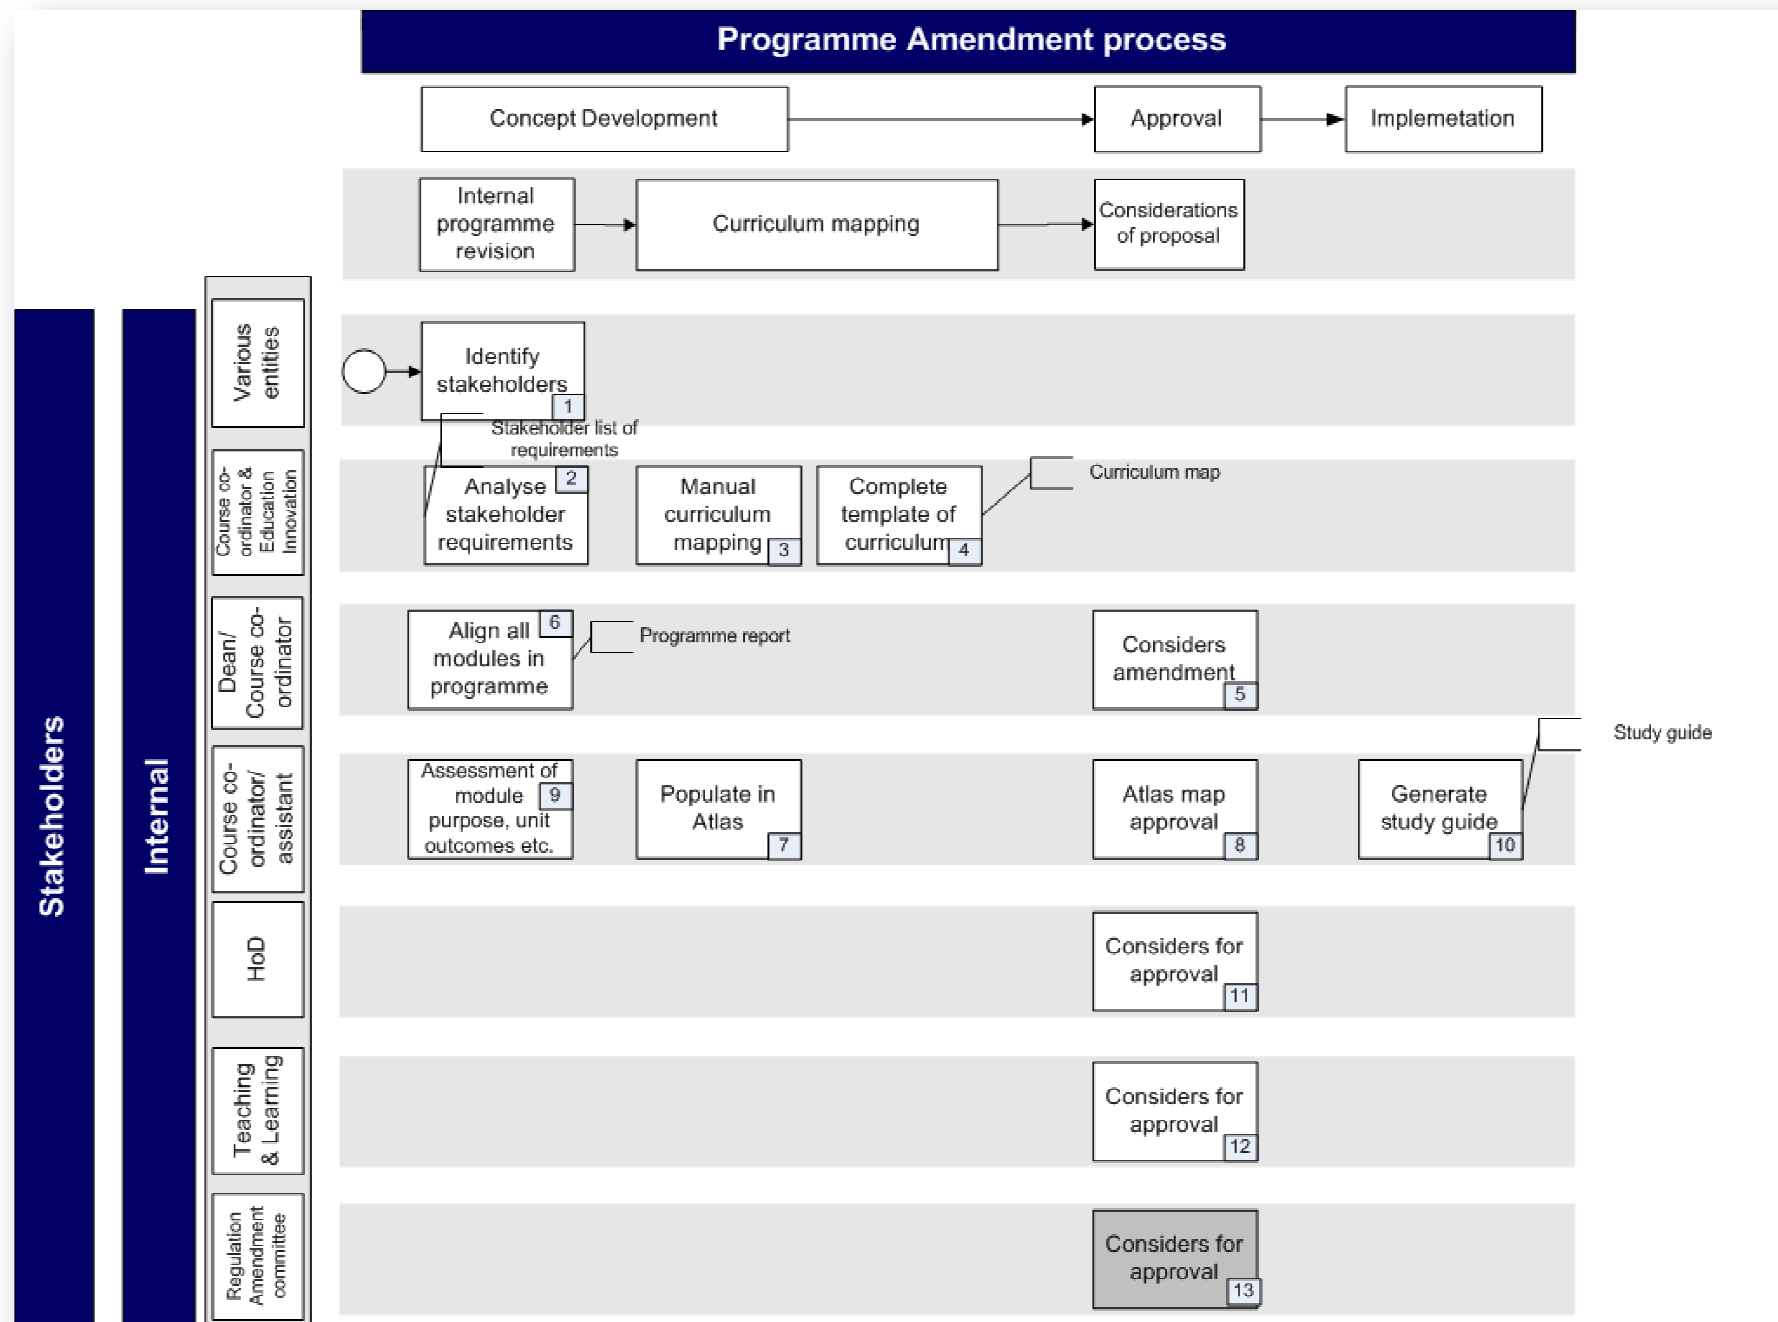 Programme Amendment process
Concept Development
Approval
Implemetation
Internal
programme
revision
Curriculum mapping
Considerations
of proposal
Stakeholders
Internal
Various
entities
Identify
stakeholders
1
Stakeholder list of
requirements
Course co-
ordinator &
Education
Innovation
Analyse
stakeholder
requirements
2
Manual
curriculum
mapping
3
Complete
template of
curriculum
4
Curriculum map
Dean/
Course co-
ordinator
Align all
modules in
programme
6
Programme report
Considers
amendment
5
Course co-
ordinator/
assistant
Assessment of
module
purpose, unit
outcomes etc.
9
Populate in
Atlas
7
Atlas map
approval
8
Generate
study guide
10
Study guide
HoD
Considers for
approval
11
Teaching
& Learning
Considers for
approval
12
Regulation
Amendment
committee
Considers for
approval
13